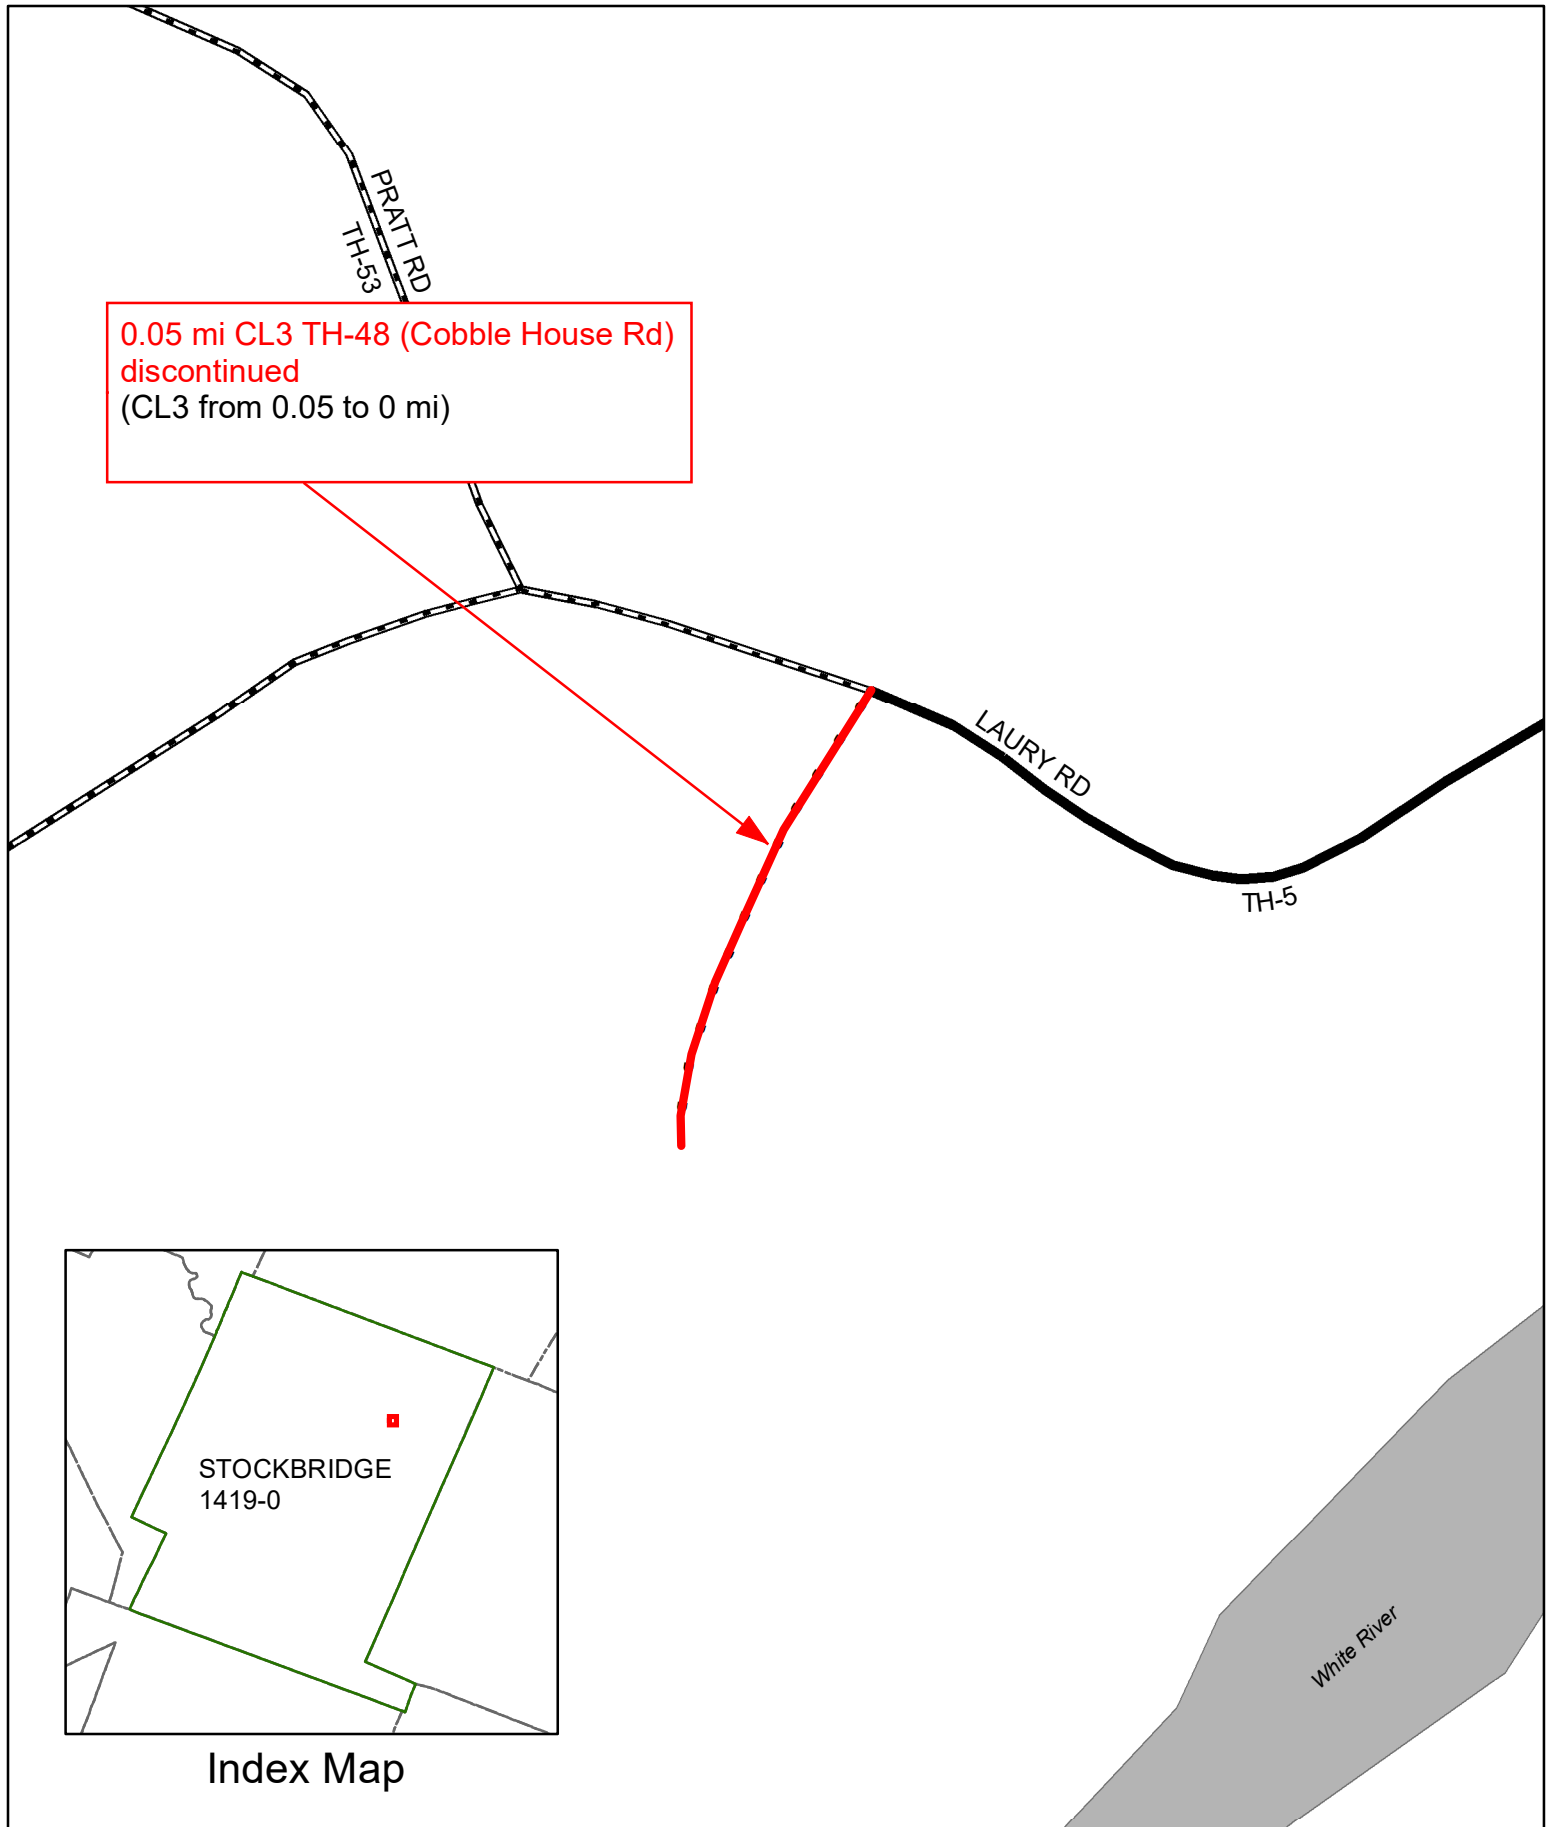 PRATT RD
TH-53
0.05 mi CL3 TH-48 (Cobble House Rd)
discontinued
(CL3 from 0.05 to 0 mi)
LAURY RD
TH-5
STOCKBRIDGE
1419-0
White River
Index Map